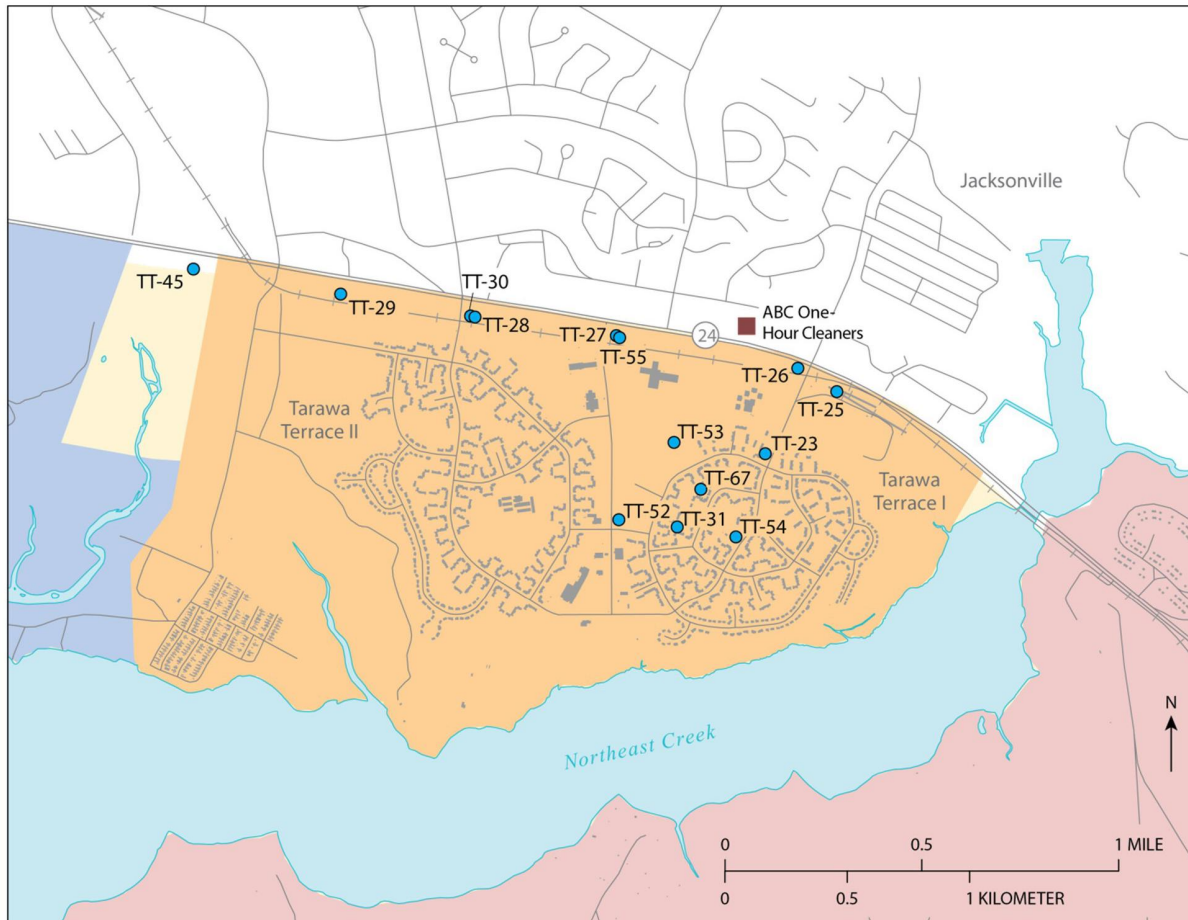 Jacksonville
TT-45
TT-30
TT-29
TT-28
TT-27
TT-55
24
ABC One-
Hour Cleaners
TT-26
TT-25
Tarawa
Terrace II
TT-53
TT-23
TT-67
Tarawa
Terrace I
TT-52
TT-31
TT-54
Northeast Creek
N
0 0.5 1 MILE
0 0.5 1 KILOMETER